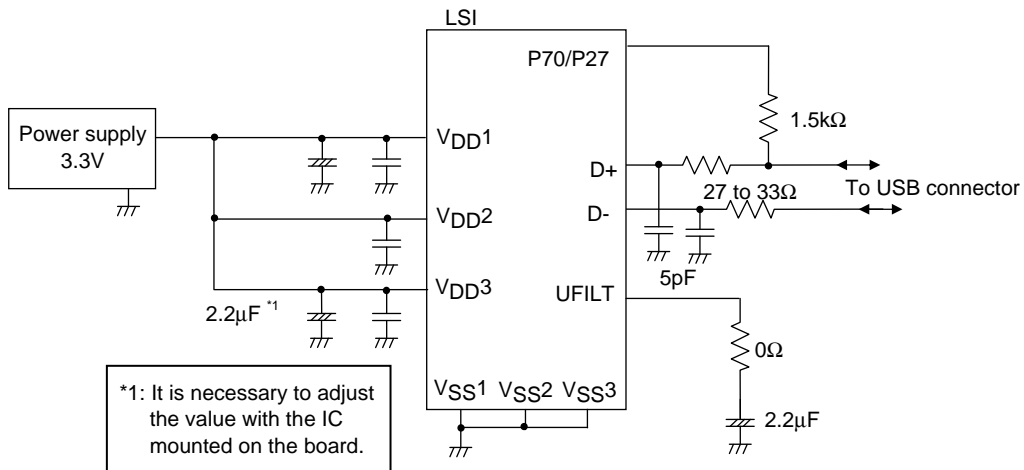 LSI
P70/P27
Power supply
3.3V
VDD1
1.5kΩ
D+
27 to 33Ω
To USB connector
VDD2
D-
5pF
VDD3
UFILT
2.2µF *1
0Ω
*1: It is necessary to adjust
the value with the IC
mounted on the board.
VSS1 VSS2 VSS3
2.2µF